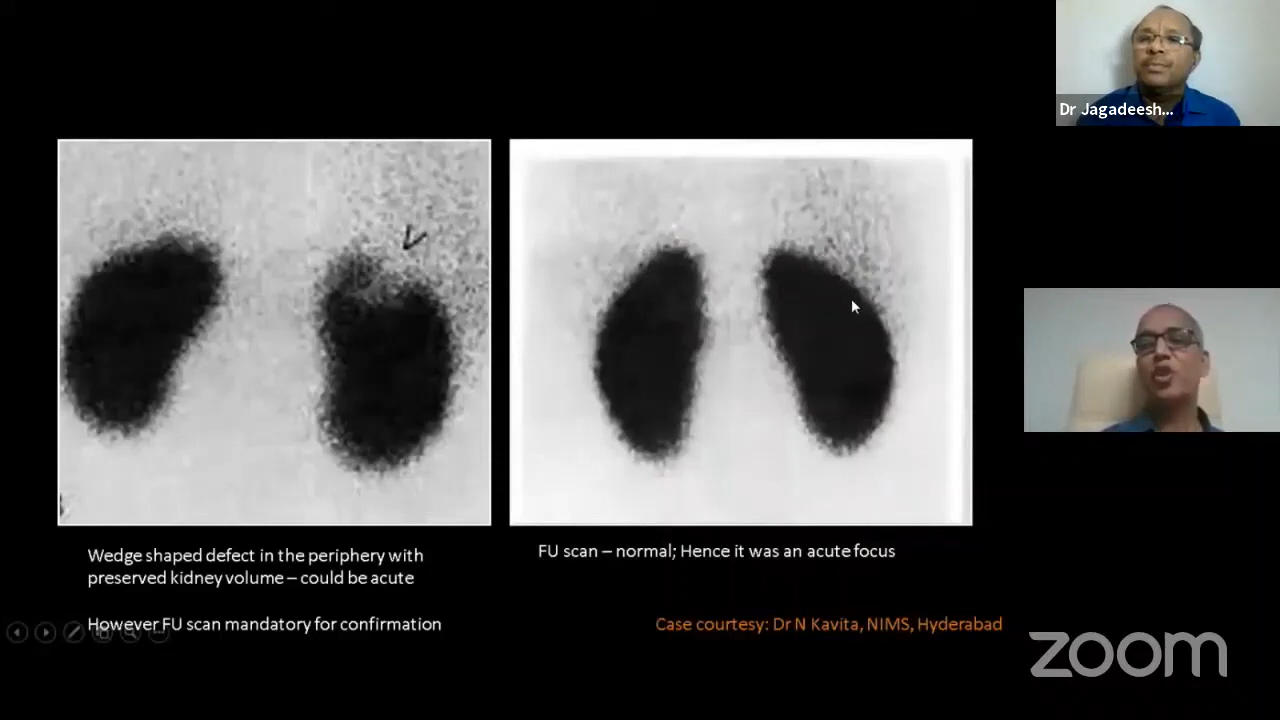 Dr Jagadeesh...
Wedge shaped defect in the periphery with
preserved kidney volume – could be acute
However FU scan mandatory for confirmation
FU scan – normal; Hence it was an acute focus
Case courtesy: Dr N Kavita, NIMS, Hyderabad
zoom